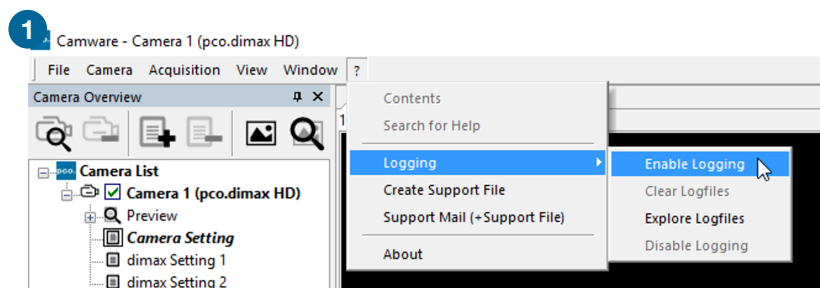 1
Camware - Camera 1 (pco.dimax HD)
File Camera Acquisition View Window ?
Camera Overview
Contents
Search for Help
1
Logging
Enable Logging
Clear Logfiles
Explore Logfiles
Disable Logging
Create Support File
Support Mail (+Support File)
About
pco. Camera List
Camera 1 (pco.dimax HD)
Preview
Camera Setting
dimax Setting 1
dimax Setting 2